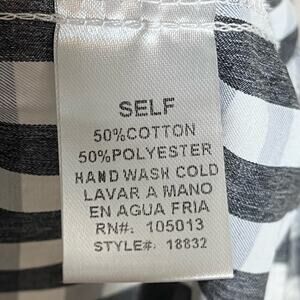 SELF
50%COTTON
50%POLYESTER
HAND WASH COLD
LAVAR A MANO
EN AGUA FRIA
RN#: 105013
STYLE#: 18832